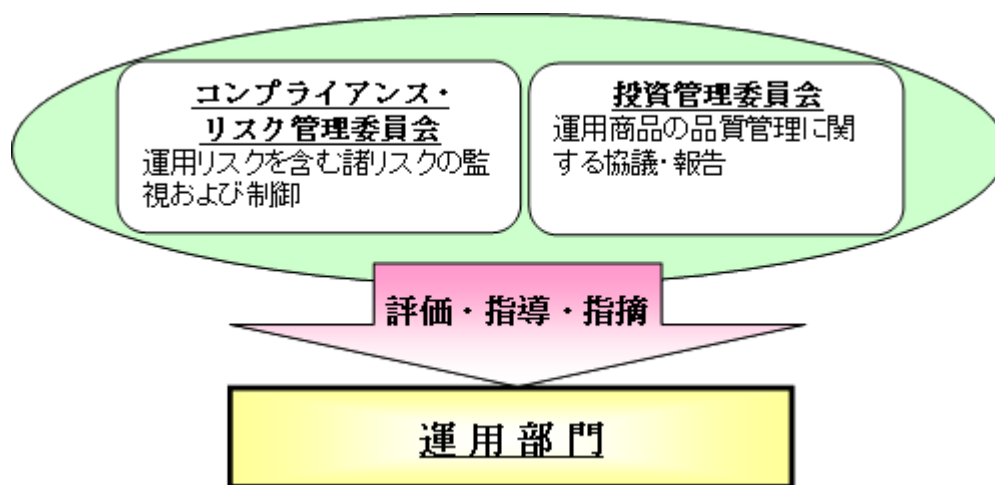 コンプライアンス・
リスク管理委員会
運用リスクを含む諸リスクの監
視および制御
投資管理委員会
運用商品の品質管理に関
する協議・報告
評価・指導・指摘
運用部門